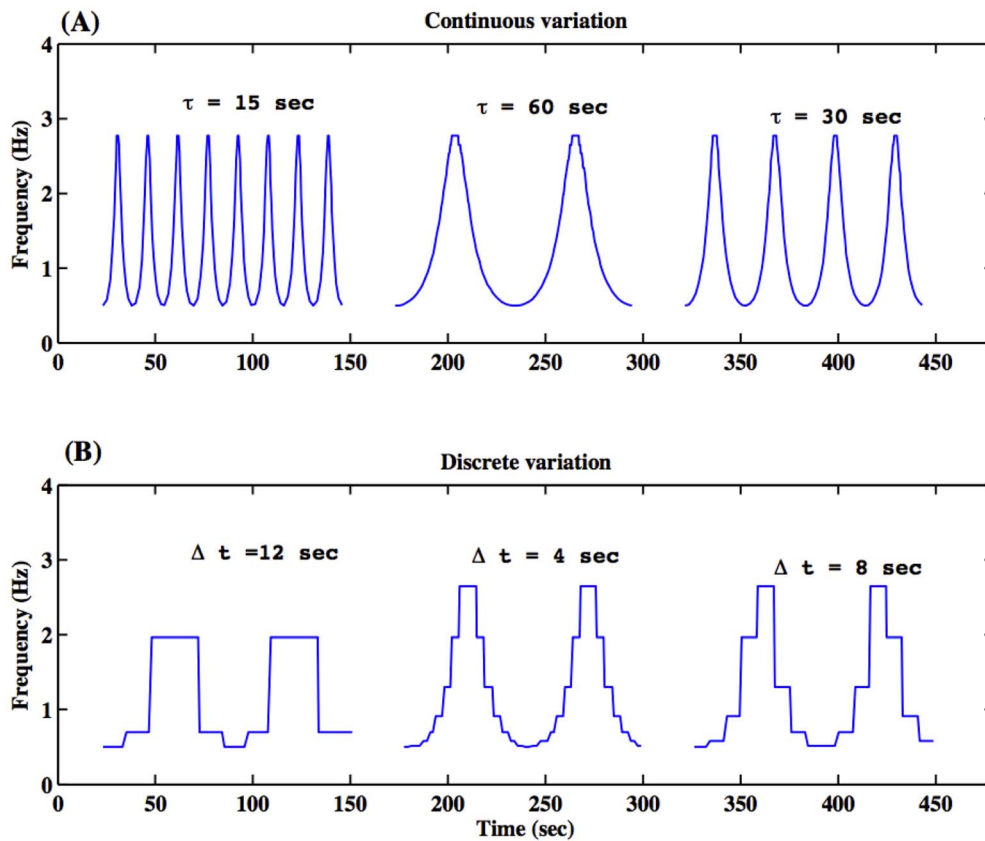 (A)
Continuous variation
4
3
2
1
0
Frequency (Hz)
τ = 15 sec
τ = 60 sec
τ = 30 sec
0 50 100 150 200 250 300 350 400 450
(B)
Discrete variation
4
3
2
1
0
Frequency (Hz)
Δ t =12 sec
Δ t = 4 sec
Δ t = 8 sec
0 50 100 150 200 250 300 350 400 450
Time (sec)